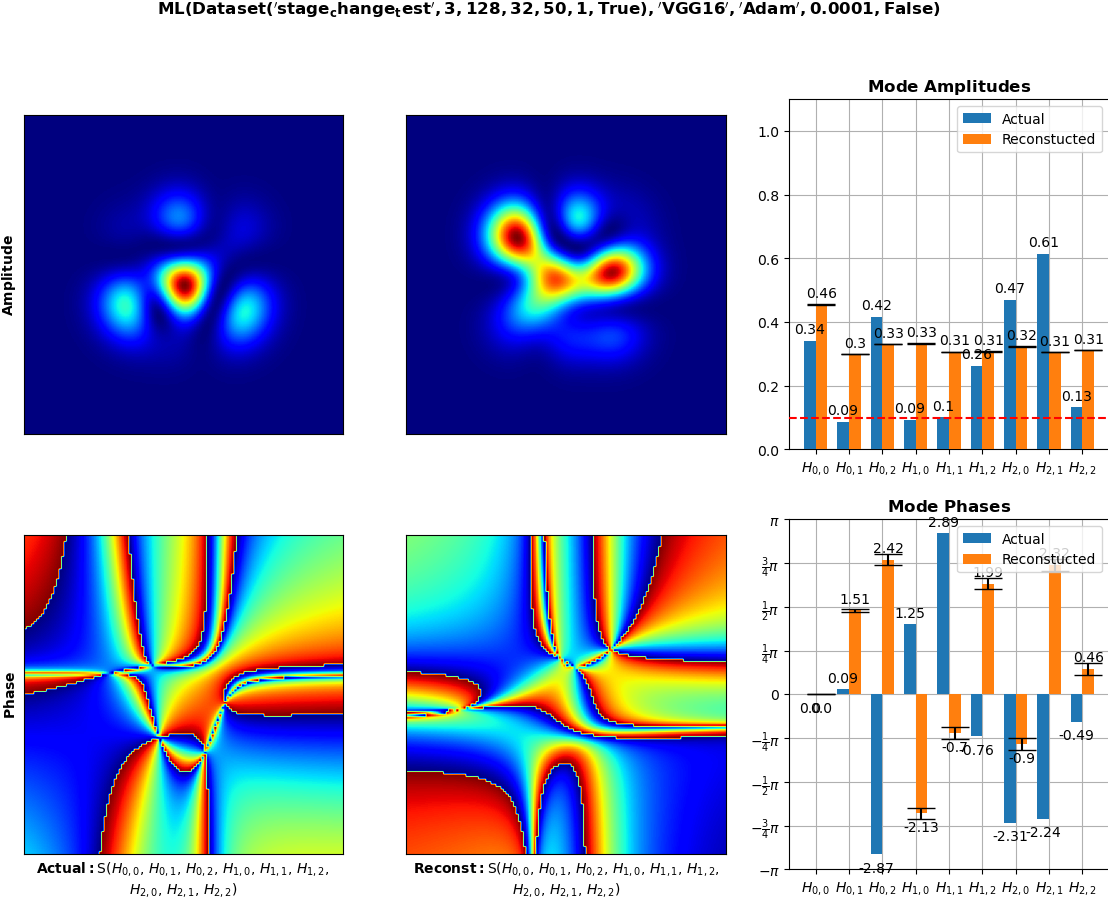 ML(Dataset('stage_change_test', 3, 128, 32, 50, 1, True), 'VGG16', 'Adam', 0.0001, False)
Amplitude
Mode Amplitudes
Actual
Reconstucted
1.0
0.8
0.6
0.4
0.2
0.0
0.34
0.46
0.09
0.3
0.42
0.33
0.09
0.33
0.1
0.31
0.26
0.31
0.47
0.32
0.61
0.31
0.13
0.31
H0,0 H0,1 H0,2 H1,0 H1,1 H1,2 H2,0 H2,1 H2,2
Phase
Actual: S(H0,0, H0,1, H0,2, H1,0, H1,1, H1,2,
H2,0, H2,1, H2,2)
Reconst: S(H0,0, H0,1, H0,2, H1,0, H1,1, H1,2,
H2,0, H2,1, H2,2)
Mode Phases
Actual
Reconstucted
π
3/4π
1/2π
1/4π
0
−1/4π
−1/2π
−3/4π
−π
0.0
0.0
0.09
1.51
-2.87
2.42
1.25
-2.13
2.89
-0.7
-0.76
1.99
-2.31
-0.9
-2.24
2.32
-0.49
0.46
H0,0 H0,1 H0,2 H1,0 H1,1 H1,2 H2,0 H2,1 H2,2